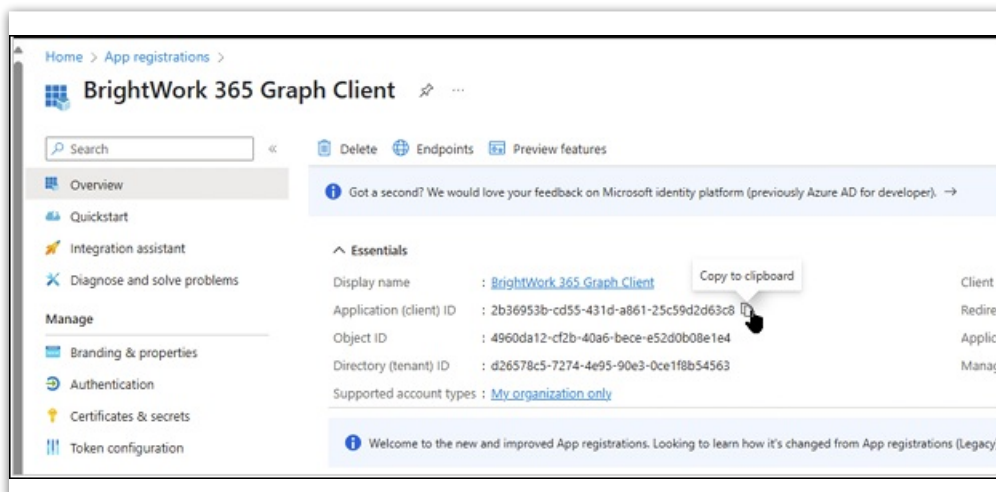 Home > App registrations >
BrightWork 365 Graph Client
Search
Delete Endpoints Preview features
Overview
Got a second? We would love your feedback on Microsoft identity platform (previously Azure AD for developer). →
Quickstart
Integration assistant
Essentials
Diagnose and solve problems
Display name : BrightWork 365 Graph Client
Copy to clipboard
Client
Application (client) ID : 2b36953b-cd55-431d-a861-25c59d2d63c8
Redire
Manage
Object ID : 4960da12-cf2b-40a6-bece-e52d0b08e1e4
Applic
Branding & properties
Directory (tenant) ID : d26578c5-7274-4e95-90e3-0ce1f8b54563
Manag
Authentication
Supported account types : My organization only
Certificates & secrets
Token configuration
Welcome to the new and improved App registrations. Looking to learn how it's changed from App registrations (Legacy